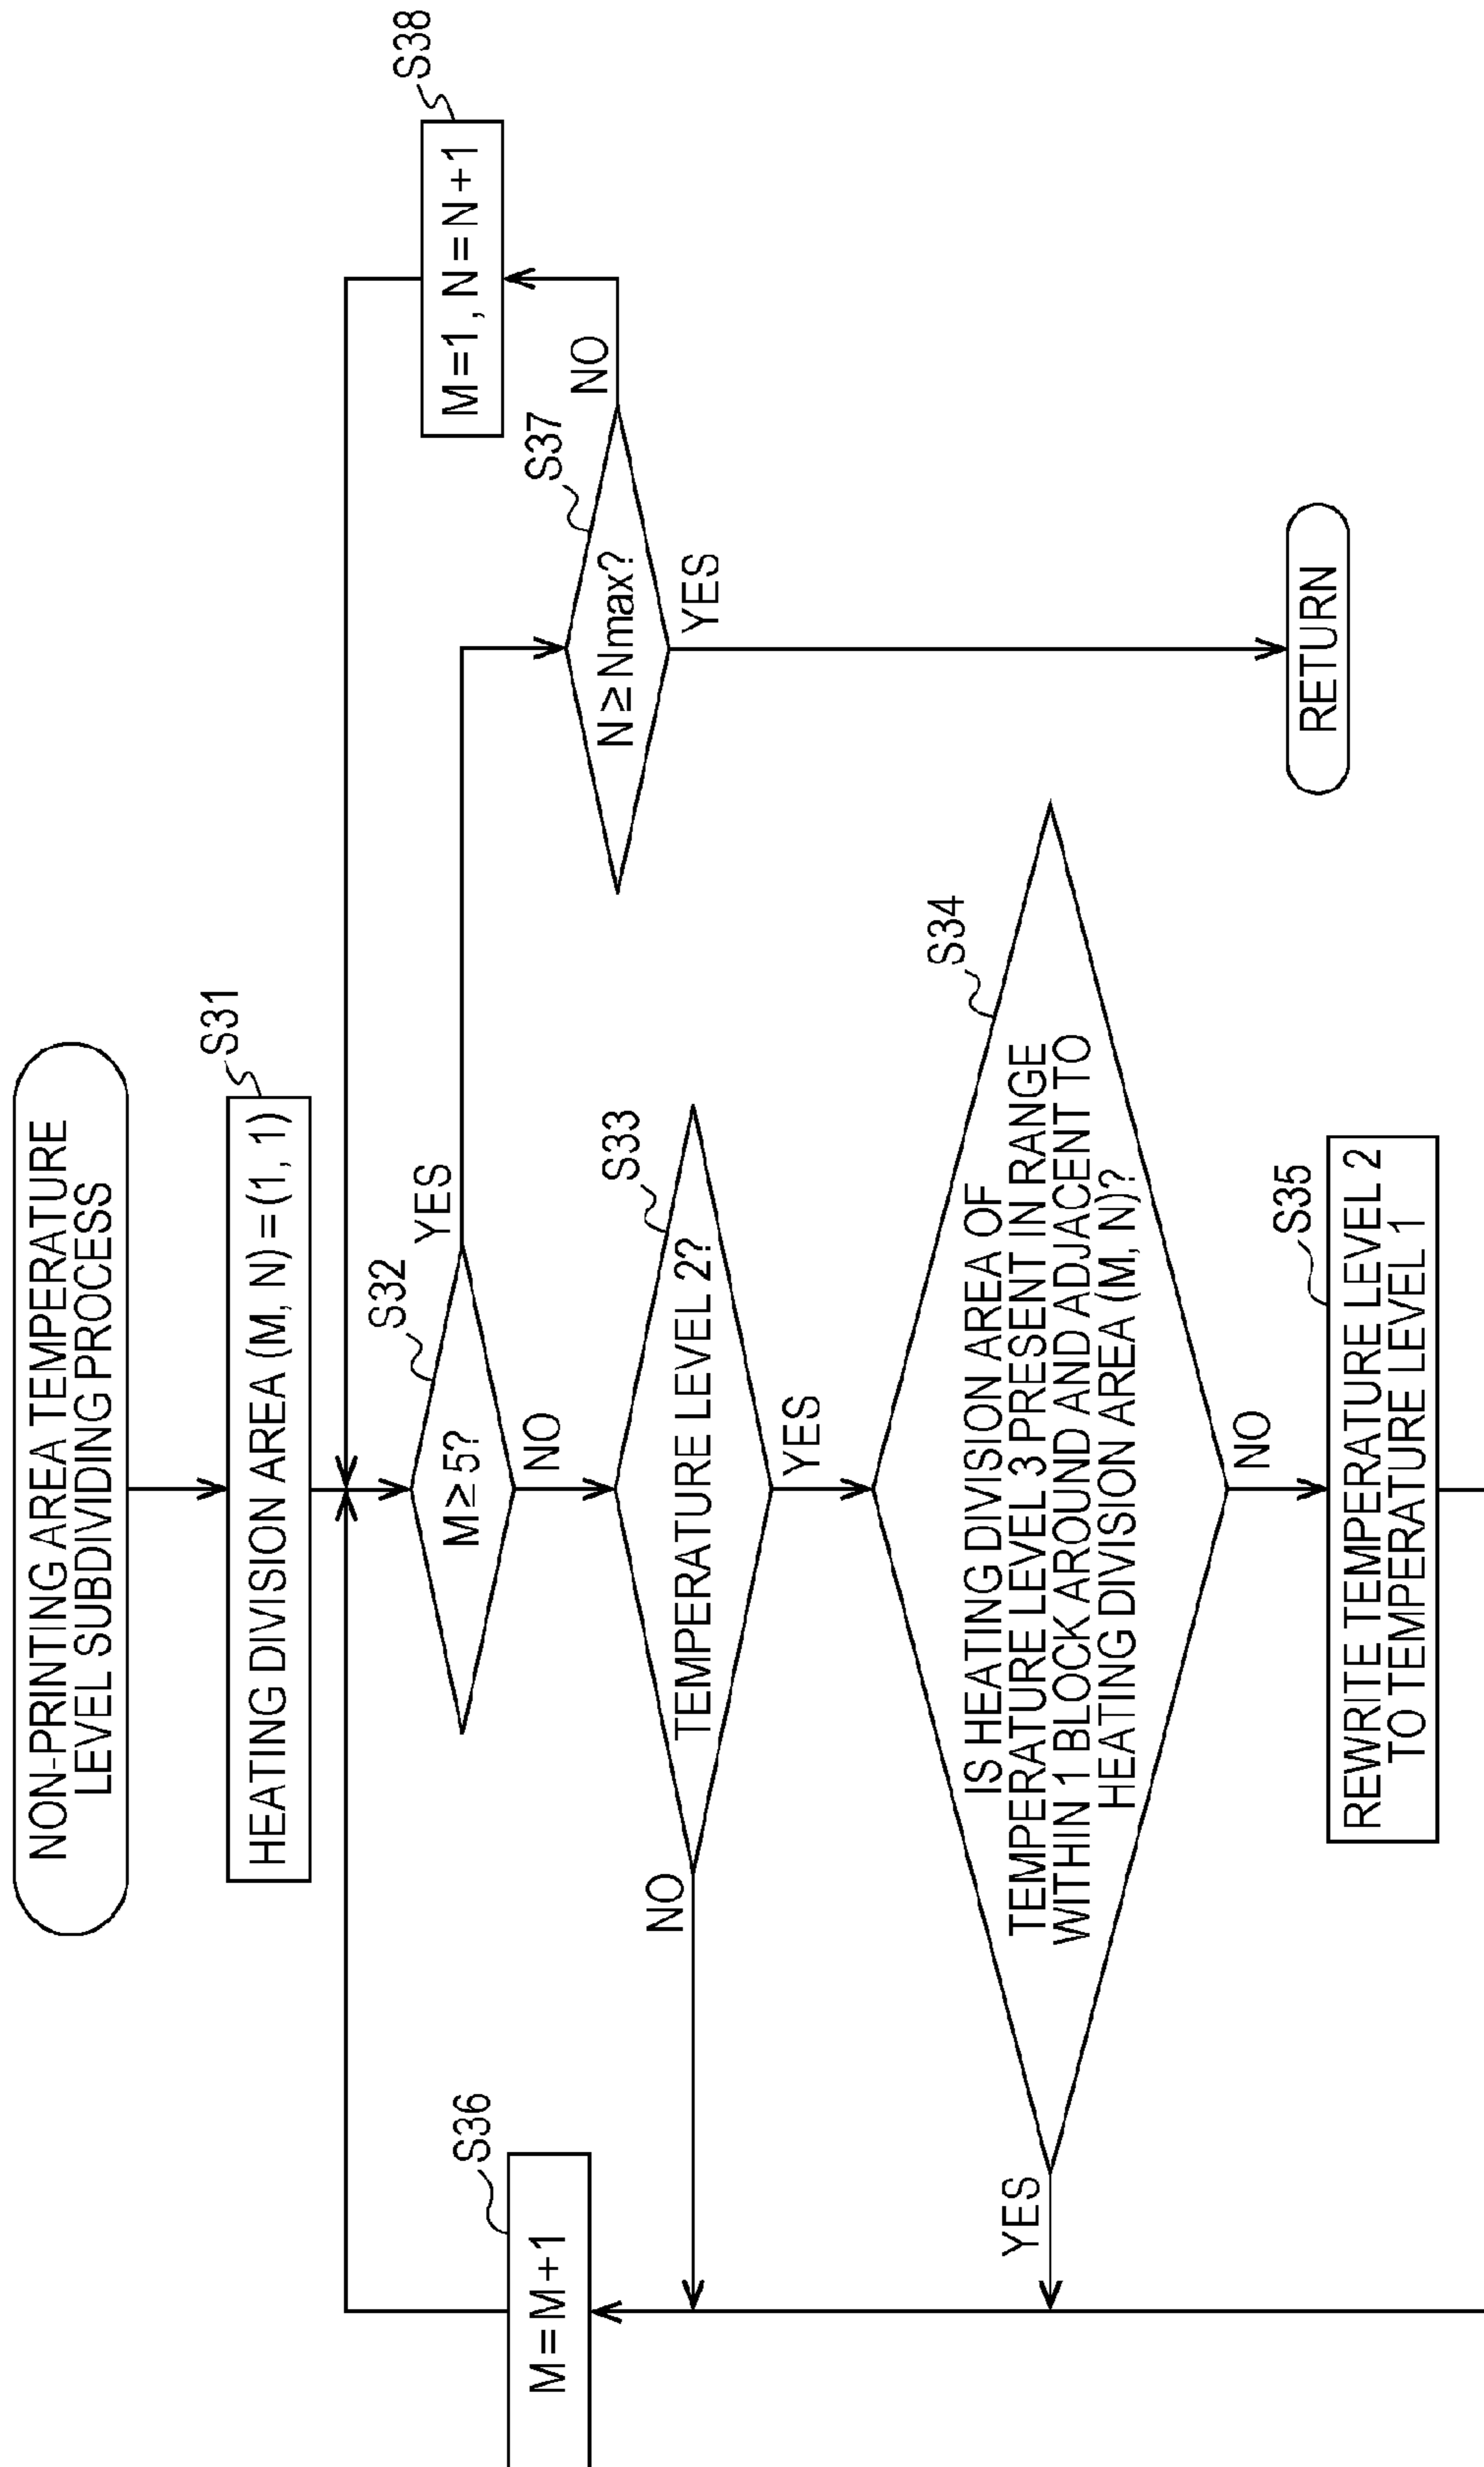 NON-PRINTING AREA TEMPERATURE
LEVEL SUBDIVIDING PROCESS
S31
HEATING DIVISION AREA (M, N) = (1, 1)
S32
M ≥ 5?
YES
NO
S33
TEMPERATURE LEVEL 2?
NO
YES
S34
IS HEATING DIVISION AREA OF
TEMPERATURE LEVEL 3 PRESENT IN RANGE
WITHIN 1 BLOCK AROUND AND ADJACENT TO
HEATING DIVISION AREA (M, N)?
YES
NO
S35
REWRITE TEMPERATURE LEVEL 2
TO TEMPERATURE LEVEL 1
S36
M = M + 1
S37
N ≥ Nmax?
NO
YES
S38
M = 1, N = N + 1
RETURN